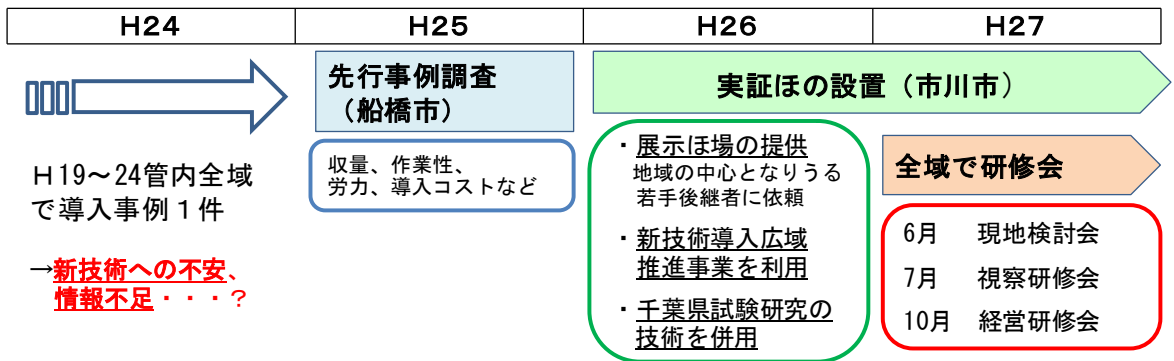 H24 H25 H26 H27
先行事例調査
（船橋市）
実証ほの設置（市川市）
H19～24管内全域
で導入事例１件
→新技術への不安、
情報不足・・・？
収量、作業性、
労力、導入コストなど
・展示ほ場の提供
地域の中心となりうる
若手後継者に依頼
・新技術導入広域
推進事業を利用
・千葉県試験研究の
技術を併用
全域で研修会
6月 現地検討会
7月 視察研修会
10月 経営研修会